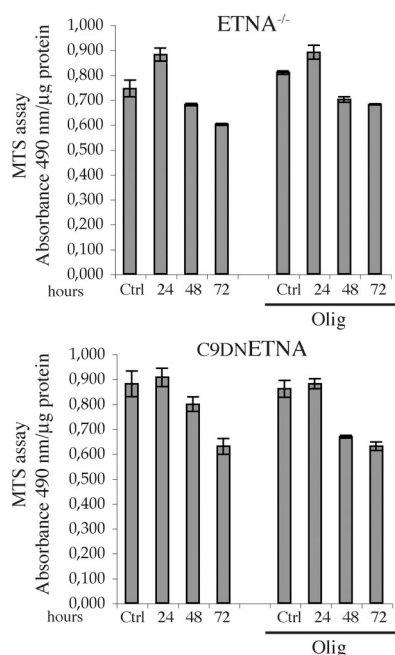 ETNA-/-
MTS assay
Absorbance 490 nm/µg protein
1,000
0,900
0,800
0,700
0,600
0,500
0,400
0,300
0,200
0,100
0,000
hours Ctrl 24 48 72 Ctrl 24 48 72
Olig
C9DNETNA
MTS assay
Absorbance 490 nm/µg protein
1,000
0,900
0,800
0,700
0,600
0,500
0,400
0,300
0,200
0,100
0,000
hours Ctrl 24 48 72 Ctrl 24 48 72
Olig